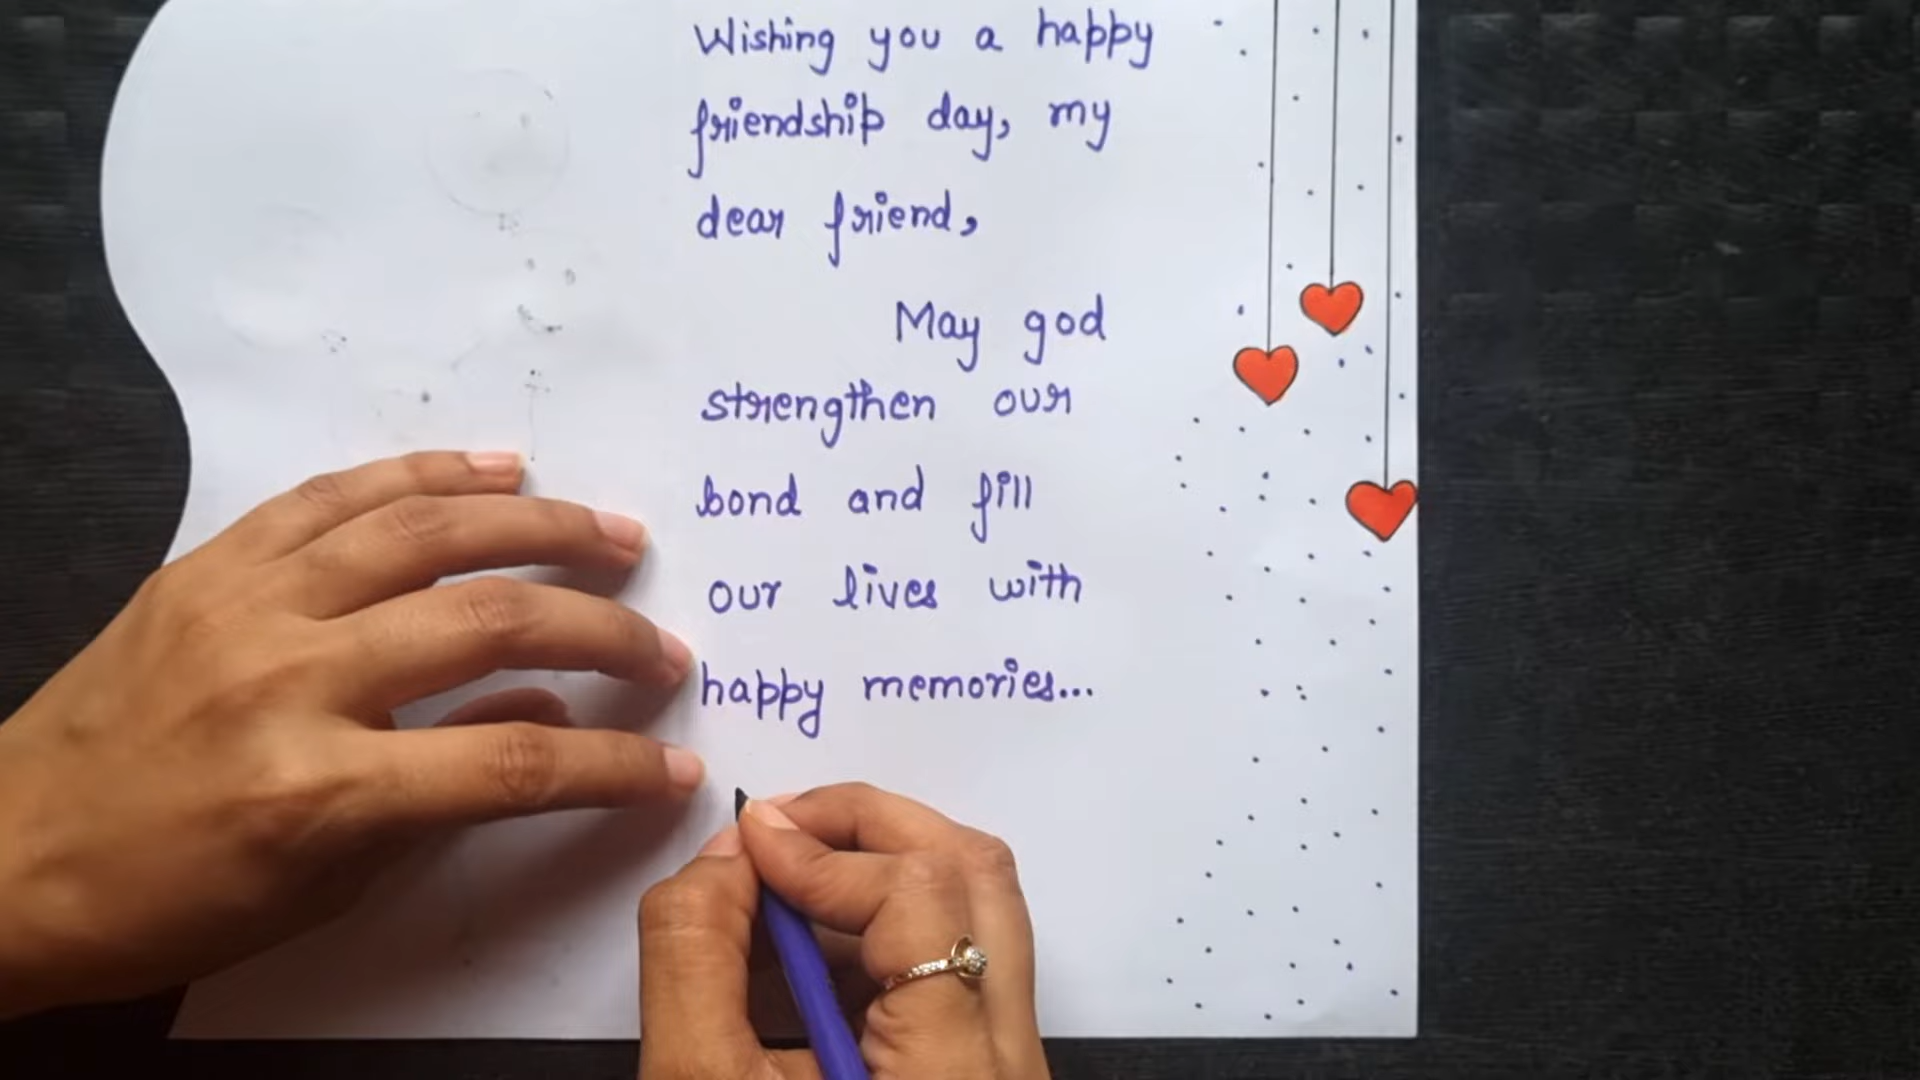 Wishing you a happy
friendship day, my
dear friend,
May god
strengthen our
bond and fill
our lives with
happy memories...